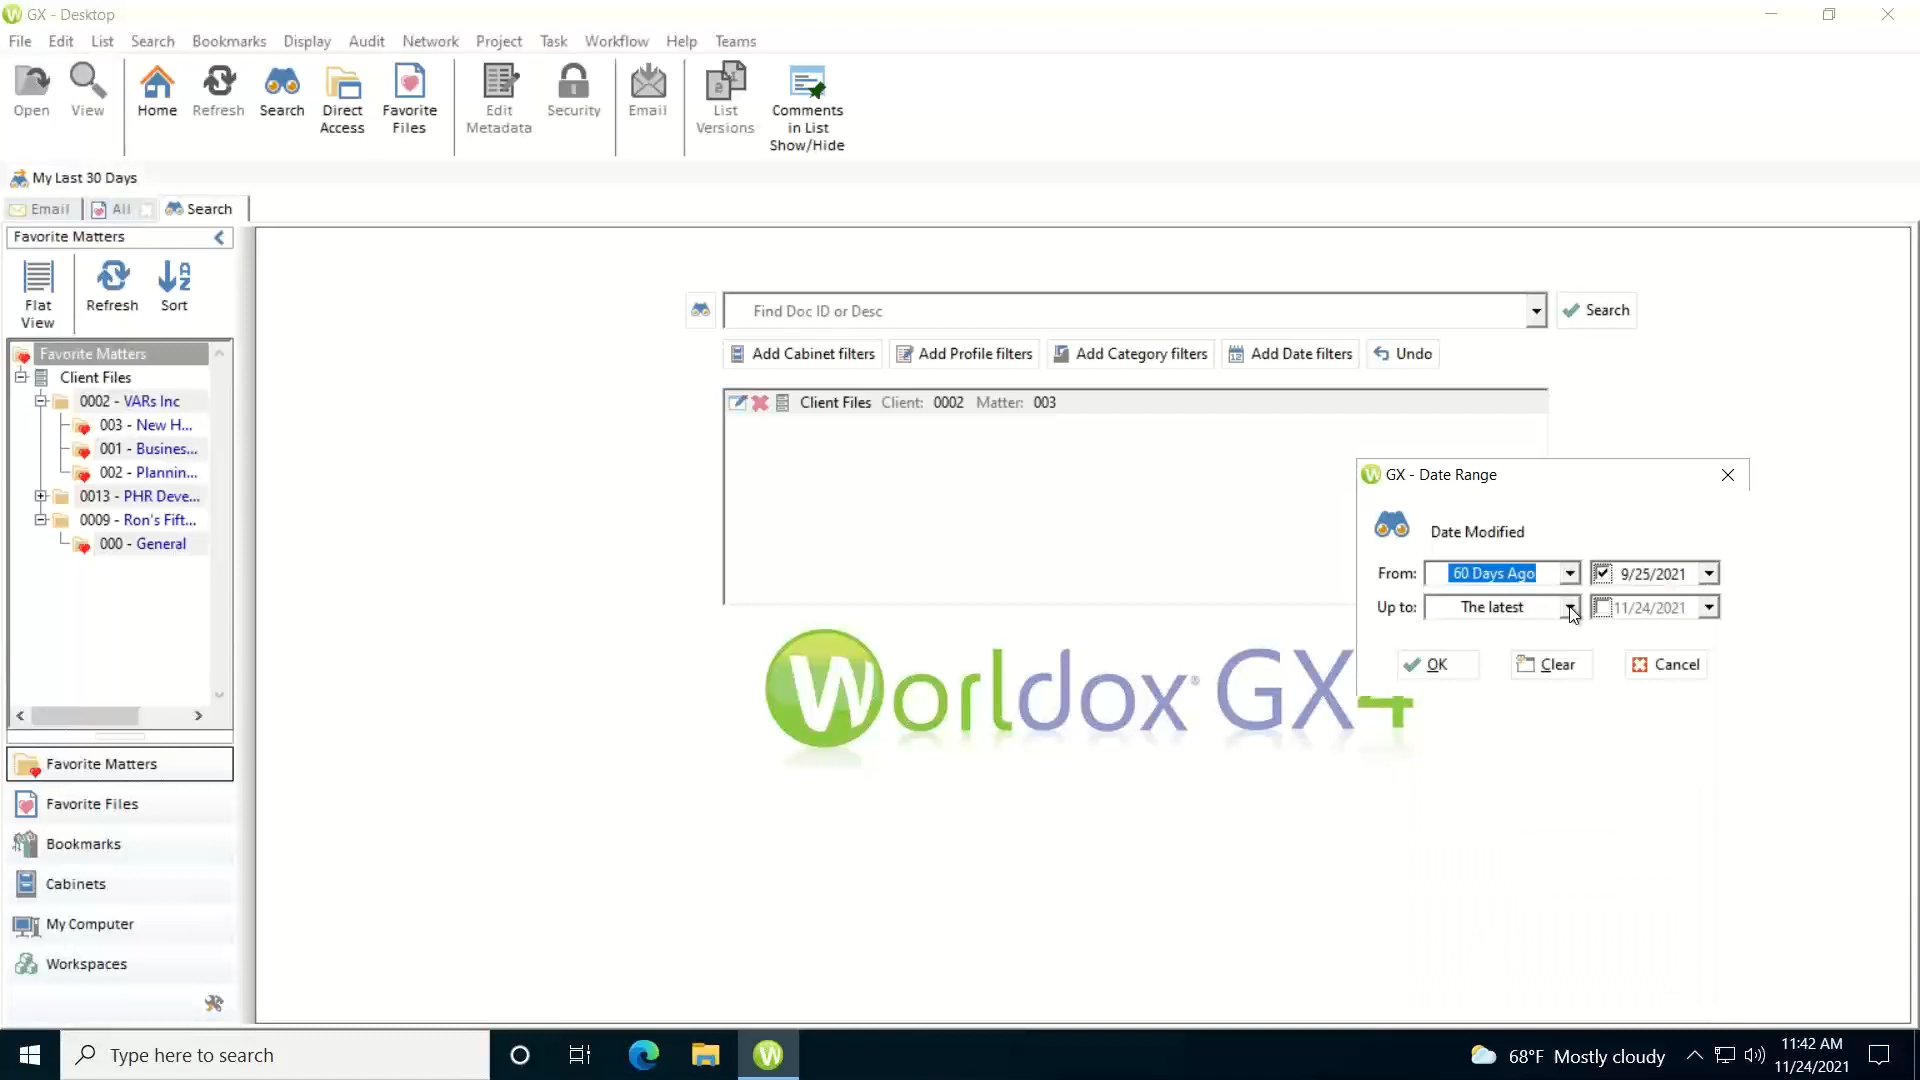 GX - Desktop
File Edit List Search Bookmarks Display Audit Network Project Task Workflow Help Teams
Open View Home Refresh Search Direct Access Favorite Files Edit Metadata Security Email List Versions Comments in List Show/Hide
My Last 30 Days
Email All Search
Favorite Matters
Flat View Refresh Sort
Favorite Matters
Client Files
0002 - VARs Inc
003 - New H...
001 - Busines...
002 - Plannin...
0013 - PHR Deve...
0009 - Ron's Fift...
000 - General
Favorite Matters
Favorite Files
Bookmarks
Cabinets
My Computer
Workspaces
Find Doc ID or Desc Search
Add Cabinet filters Add Profile filters Add Category filters Add Date filters Undo
Client Files Client: 0002 Matter: 003
GX - Date Range
Date Modified
From: 60 Days Ago 9/25/2021
Up to: The latest 11/24/2021
OK Clear Cancel
Worldox® GX4
Type here to search
68°F Mostly cloudy
11:42 AM
11/24/2021